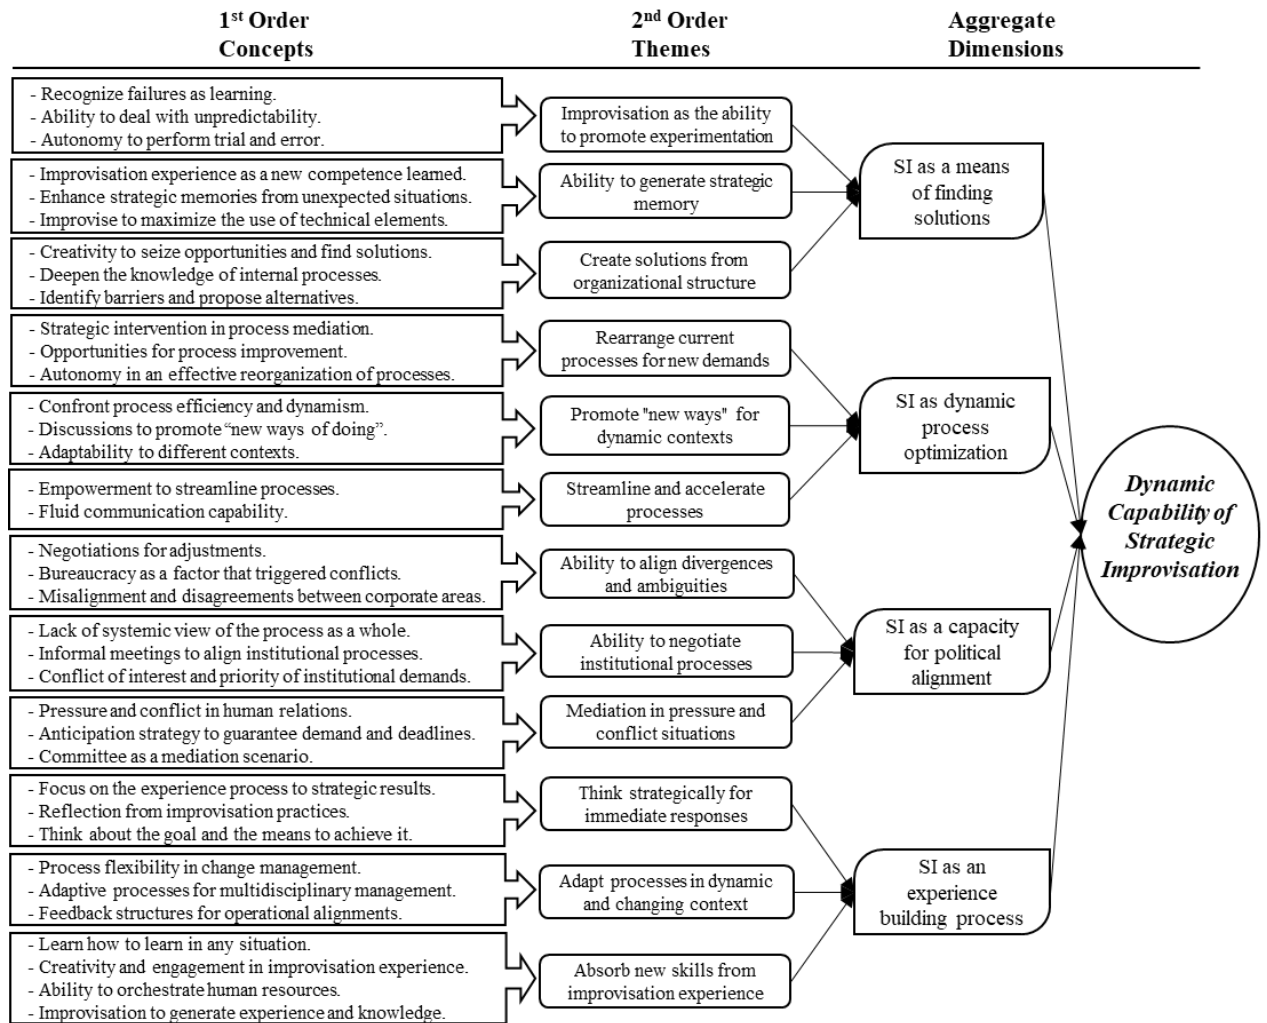 1st Order
Concepts
2nd Order
Themes
Aggregate
Dimensions
- Recognize failures as learning.
- Ability to deal with unpredictability.
- Autonomy to perform trial and error.
Improvisation as the ability
to promote experimentation
- Improvisation experience as a new competence learned.
- Enhance strategic memories from unexpected situations.
- Improvise to maximize the use of technical elements.
Ability to generate strategic
memory
- Creativity to seize opportunities and find solutions.
- Deepen the knowledge of internal processes.
- Identify barriers and propose alternatives.
Create solutions from
organizational structure
SI as a means
of finding
solutions
- Strategic intervention in process mediation.
- Opportunities for process improvement.
- Autonomy in an effective reorganization of processes.
Rearrange current
processes for new demands
- Confront process efficiency and dynamism.
- Discussions to promote “new ways of doing”.
- Adaptability to different contexts.
Promote "new ways" for
dynamic contexts
- Empowerment to streamline processes.
- Fluid communication capability.
Streamline and accelerate
processes
SI as dynamic
process
optimization
- Negotiations for adjustments.
- Bureaucracy as a factor that triggered conflicts.
- Misalignment and disagreements between corporate areas.
Ability to align divergences
and ambiguities
- Lack of systemic view of the process as a whole.
- Informal meetings to align institutional processes.
- Conflict of interest and priority of institutional demands.
Ability to negotiate
institutional processes
- Pressure and conflict in human relations.
- Anticipation strategy to guarantee demand and deadlines.
- Committee as a mediation scenario.
Mediation in pressure and
conflict situations
SI as a capacity
for political
alignment
- Focus on the experience process to strategic results.
- Reflection from improvisation practices.
- Think about the goal and the means to achieve it.
Think strategically for
immediate responses
- Process flexibility in change management.
- Adaptive processes for multidisciplinary management.
- Feedback structures for operational alignments.
Adapt processes in dynamic
and changing context
- Learn how to learn in any situation.
- Creativity and engagement in improvisation experience.
- Ability to orchestrate human resources.
- Improvisation to generate experience and knowledge.
Absorb new skills from
improvisation experience
SI as an
experience
building process
Dynamic
Capability of
Strategic
Improvisation